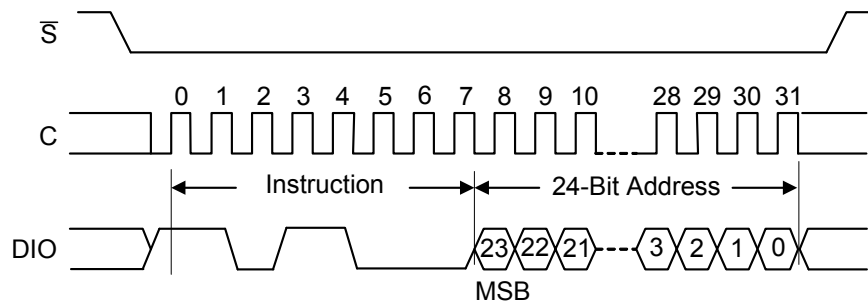 S̅
0 1 2 3 4 5 6 7 8 9 10 28 29 30 31
C
Instruction 24-Bit Address
DIO 23 22 21 3 2 1 0
MSB